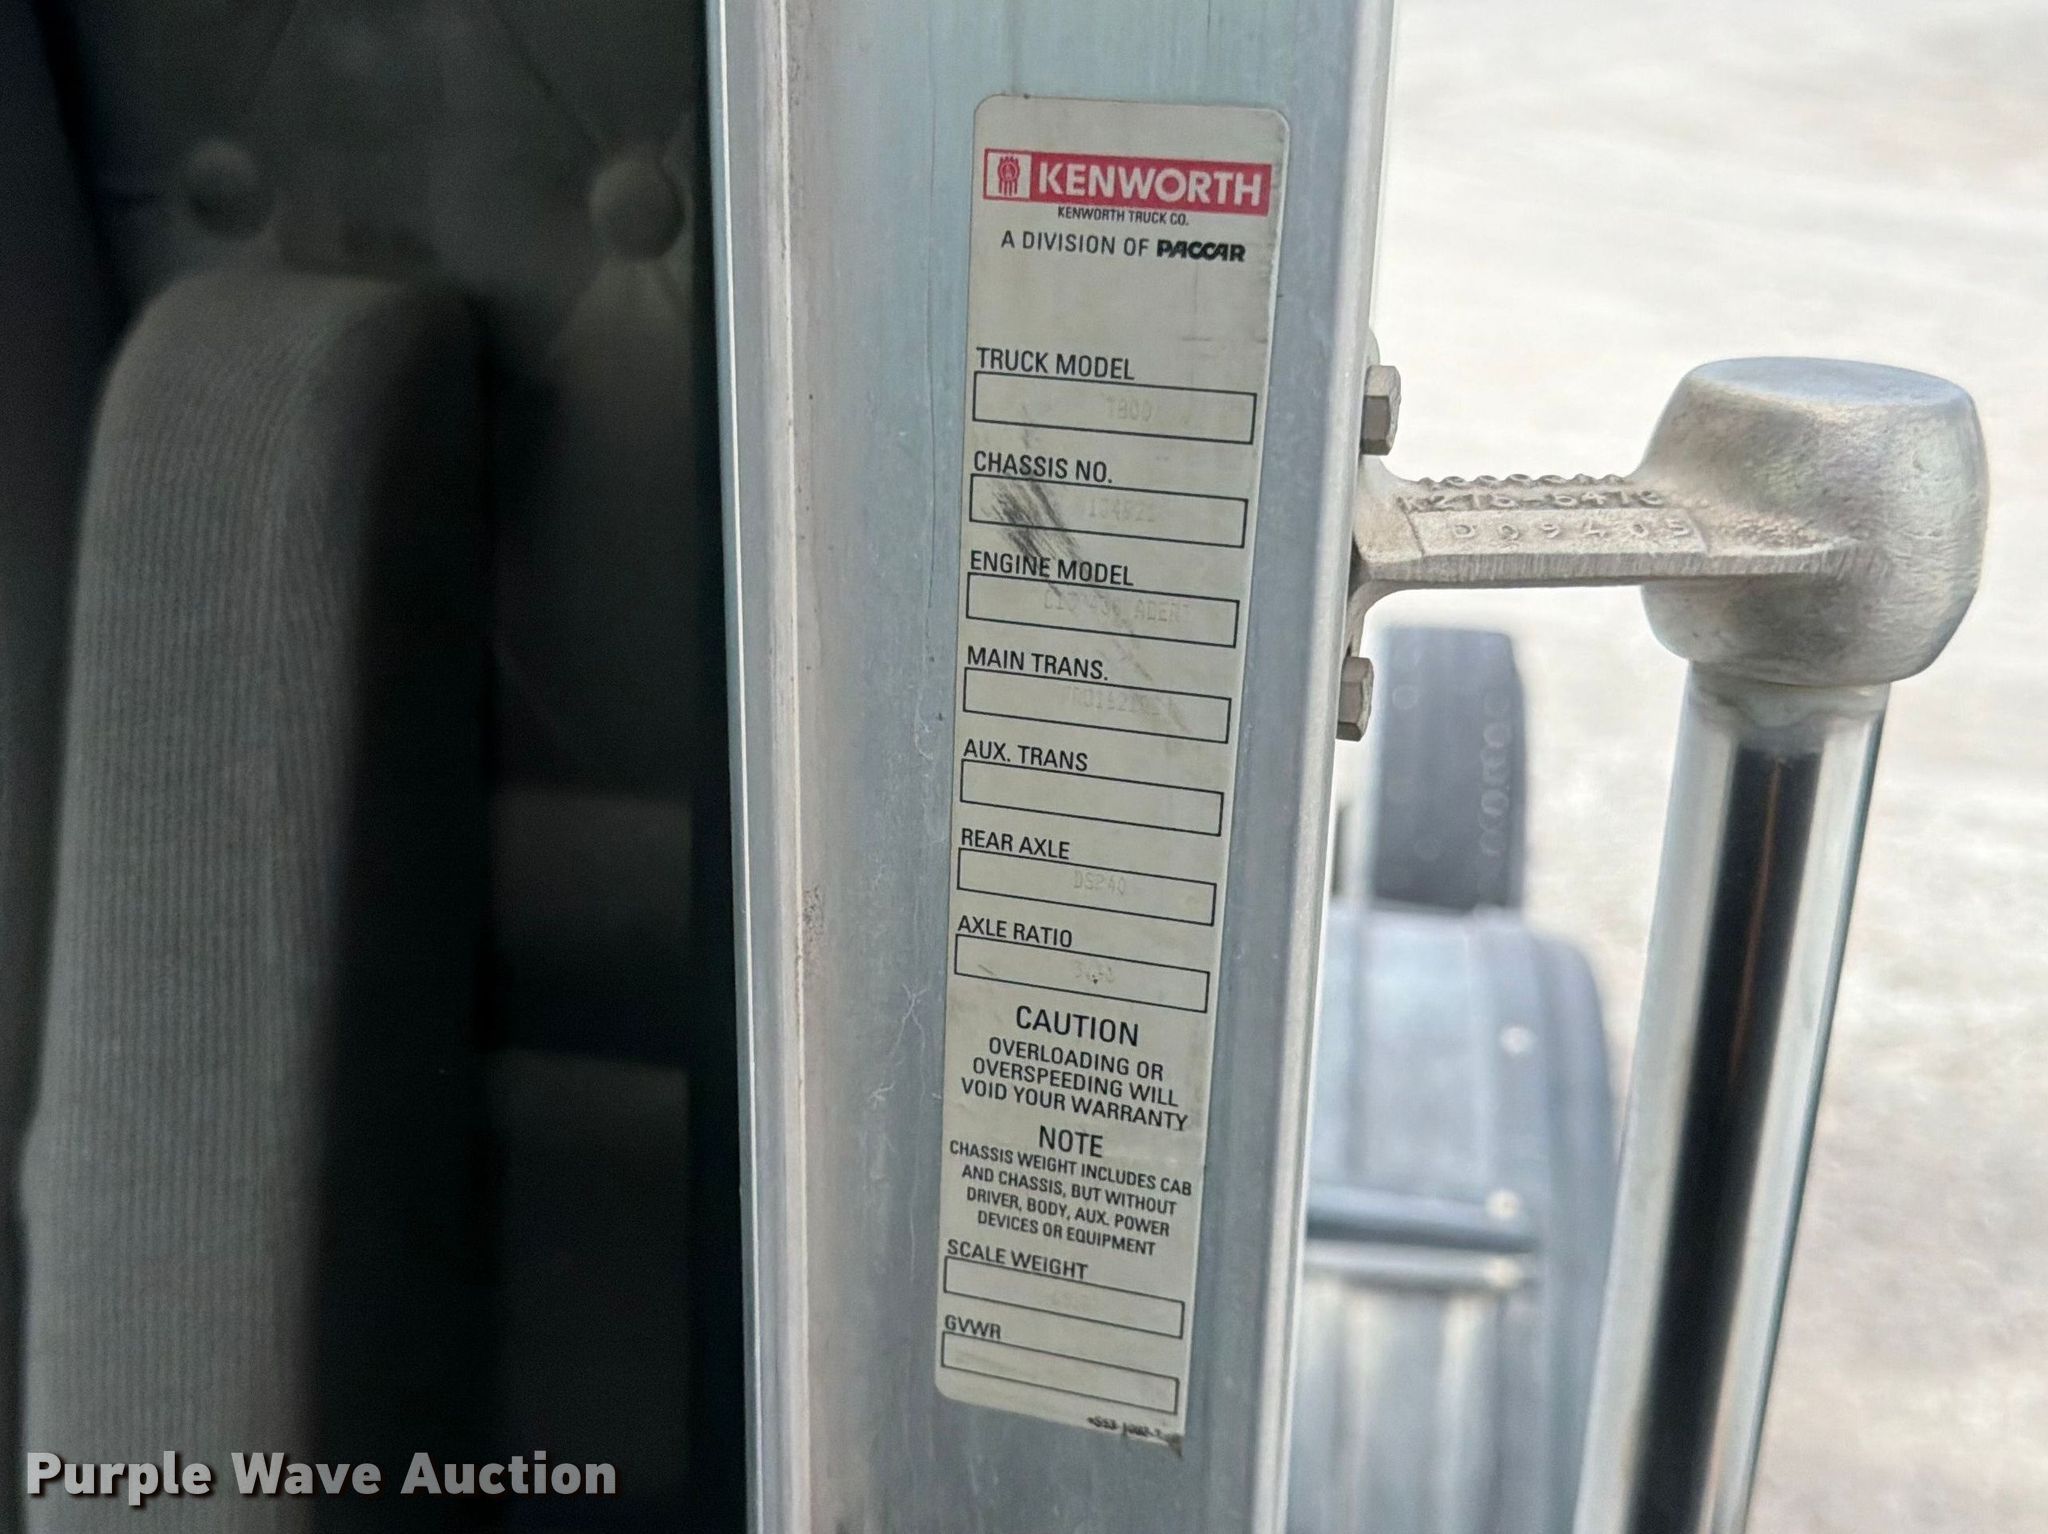 KENWORTH
KENWORTH TRUCK CO.
A DIVISION OF PACCAR
TRUCK MODEL
T800
CHASSIS NO.
ENGINE MODEL
MAIN TRANS.
AUX. TRANS
REAR AXLE
DS240
AXLE RATIO
CAUTION
OVERLOADING OR
OVERSPEEDING WILL
VOID YOUR WARRANTY
NOTE
CHASSIS WEIGHT INCLUDES CAB
AND CHASSIS, BUT WITHOUT
DRIVER, BODY, AUX. POWER
DEVICES OR EQUIPMENT
SCALE WEIGHT
GVWR
Purple Wave Auction